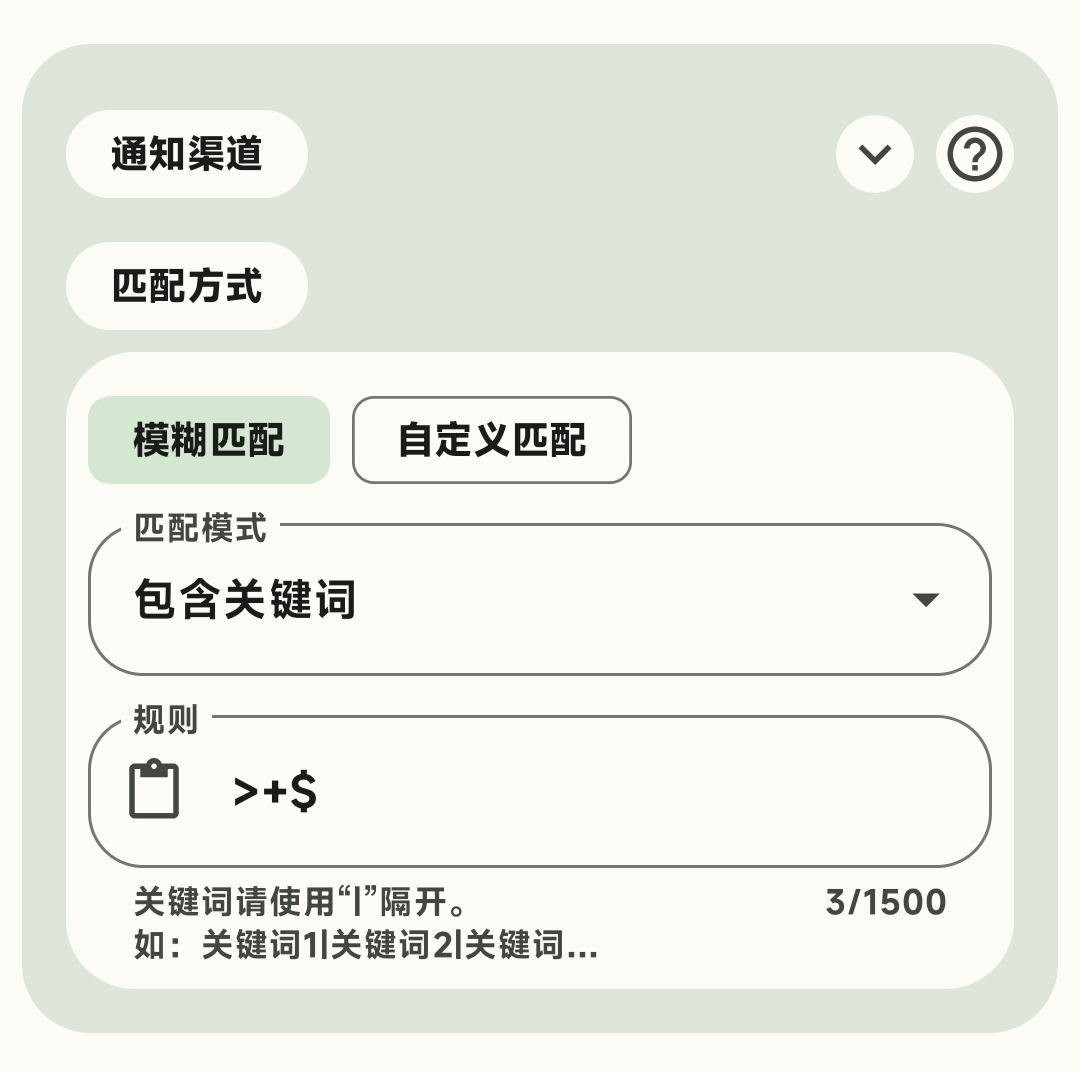 通知渠道
匹配方式
模糊匹配 自定义匹配
匹配模式
包含关键词
规则
>+$
关键词请使用“|”隔开。 3/1500
如：关键词1|关键词2|关键词...